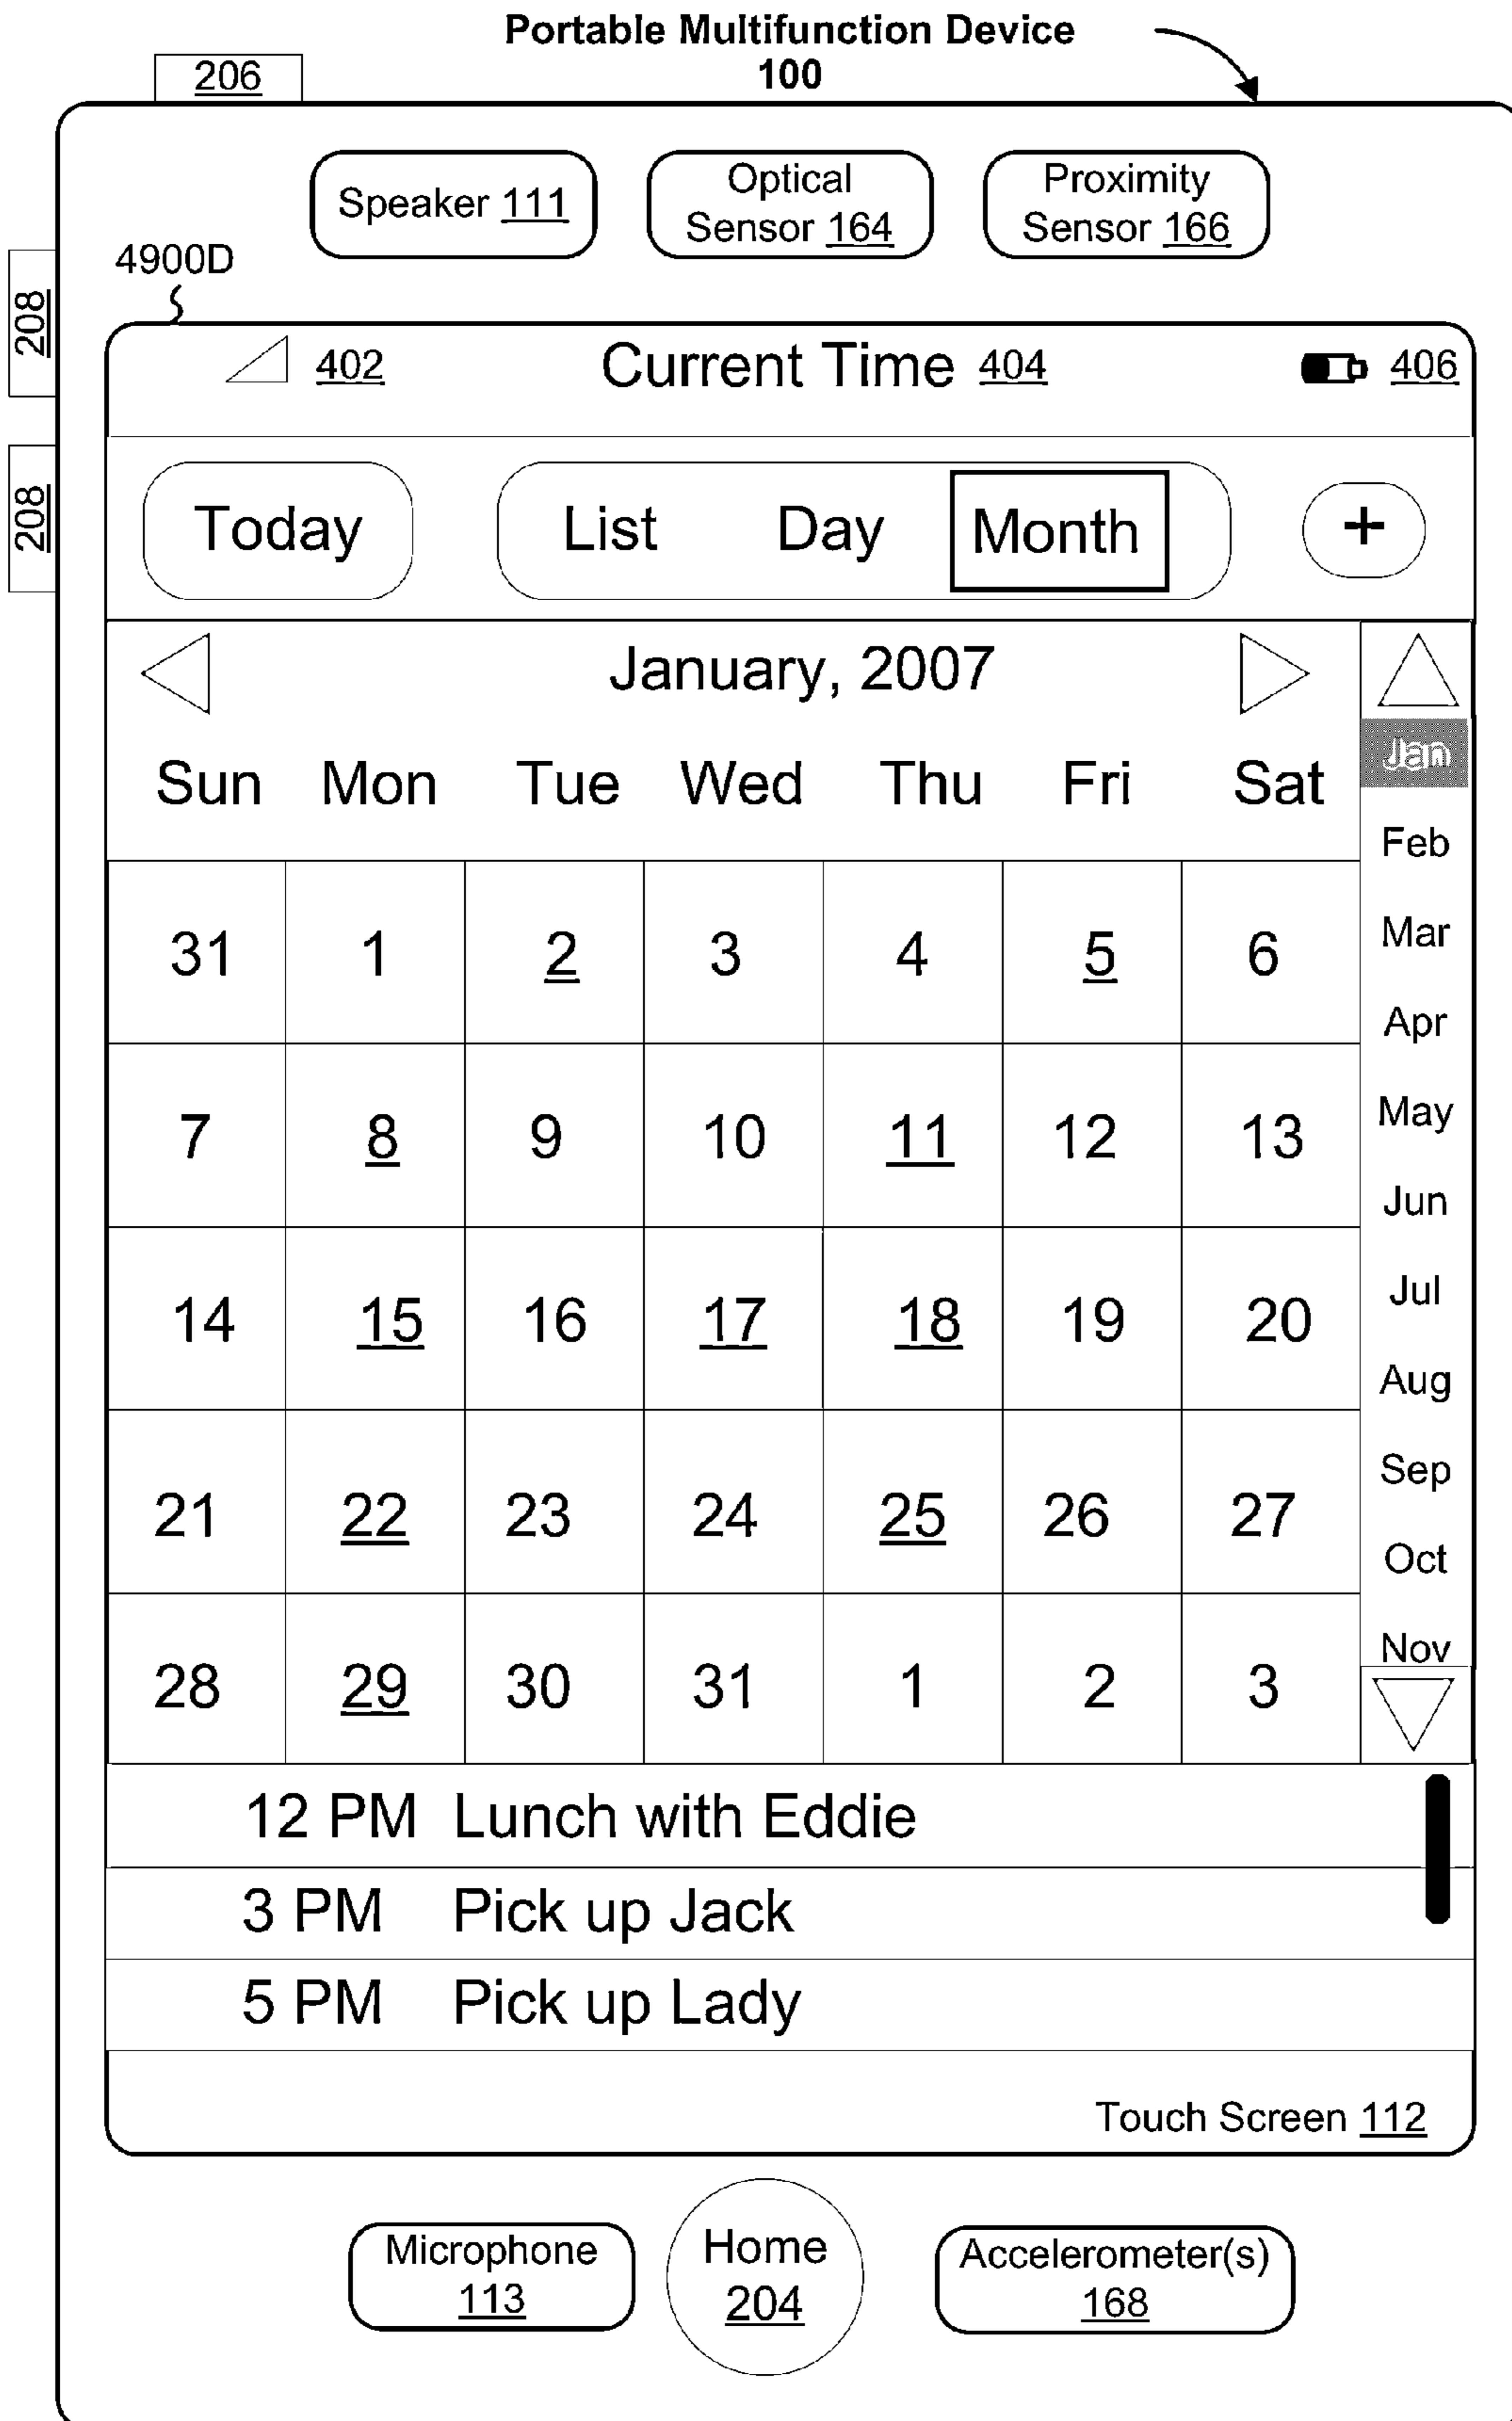 Portable Multifunction Device
100
206
Speaker 111
Optical
Sensor 164
Proximity
Sensor 166
4900D
208
208
402
Current Time 404
406
Today
List Day Month
+
January, 2007
Sun Mon Tue Wed Thu Fri Sat
31 1 2 3 4 5 6
7 8 9 10 11 12 13
14 15 16 17 18 19 20
21 22 23 24 25 26 27
28 29 30 31 1 2 3
Jan
Feb
Mar
Apr
May
Jun
Jul
Aug
Sep
Oct
Nov
12 PM Lunch with Eddie
3 PM Pick up Jack
5 PM Pick up Lady
Touch Screen 112
Microphone
113
Home
204
Accelerometer(s)
168